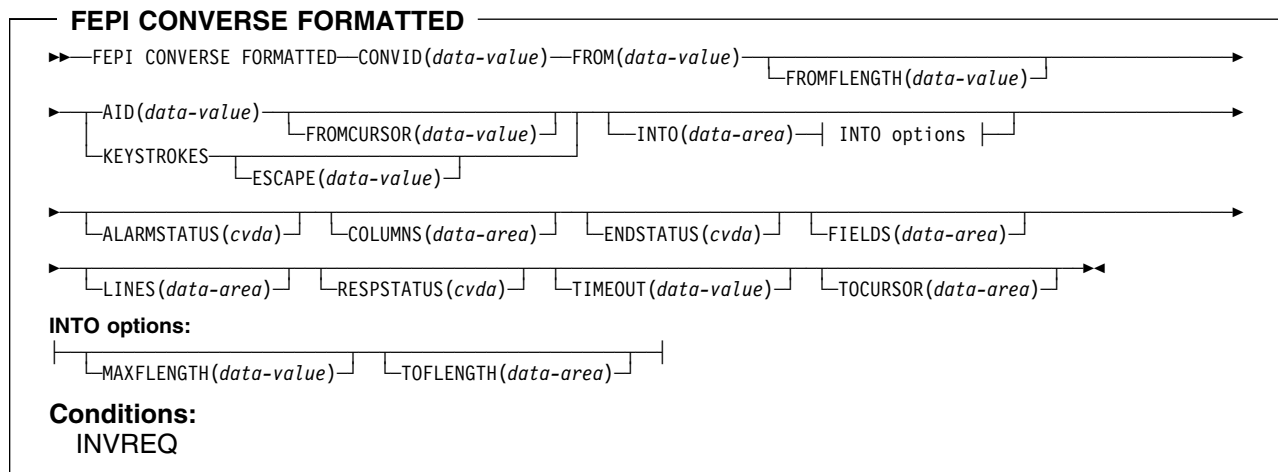 FEPI CONVERSE FORMATTED
►►──FEPI CONVERSE FORMATTED──CONVID(data-value)──FROM(data-value)
FROMFLENGTH(data-value)
AID(data-value)
FROMCURSOR(data-value)
INTO(data-area)──┤ INTO options ├
KEYSTROKES
ESCAPE(data-value)
ALARMSTATUS(cvda) COLUMNS(data-area) ENDSTATUS(cvda) FIELDS(data-area)
LINES(data-area) RESPSTATUS(cvda) TIMEOUT(data-value) TOCURSOR(data-area)
INTO options:
MAXFLENGTH(data-value) TOFLENGTH(data-area)
Conditions:
INVREQ